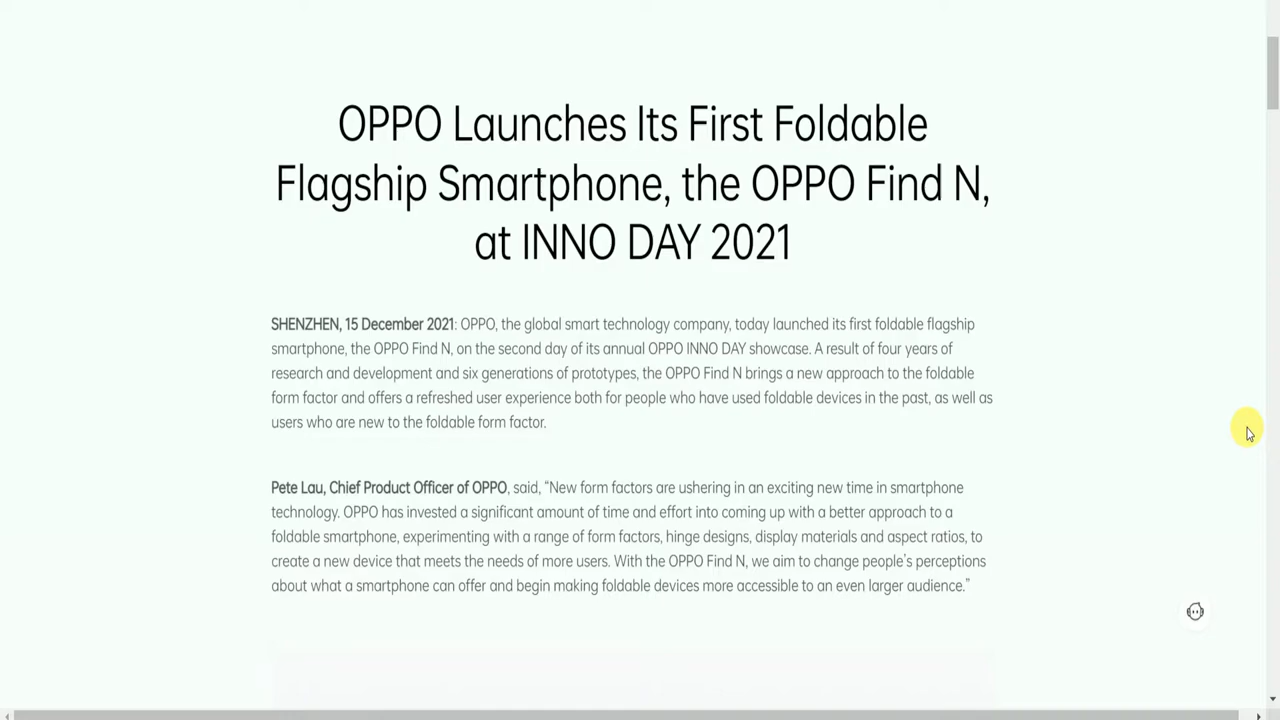 OPPO Launches Its First Foldable
Flagship Smartphone, the OPPO Find N,
at INNO DAY 2021
SHENZHEN, 15 December 2021: OPPO, the global smart technology company, today launched its first foldable flagship
smartphone, the OPPO Find N, on the second day of its annual OPPO INNO DAY showcase. A result of four years of
research and development and six generations of prototypes, the OPPO Find N brings a new approach to the foldable
form factor and offers a refreshed user experience both for people who have used foldable devices in the past, as well as
users who are new to the foldable form factor.
Pete Lau, Chief Product Officer of OPPO, said, “New form factors are ushering in an exciting new time in smartphone
technology. OPPO has invested a significant amount of time and effort into coming up with a better approach to a
foldable smartphone, experimenting with a range of form factors, hinge designs, display materials and aspect ratios, to
create a new device that meets the needs of more users. With the OPPO Find N, we aim to change people’s perceptions
about what a smartphone can offer and begin making foldable devices more accessible to an even larger audience.”